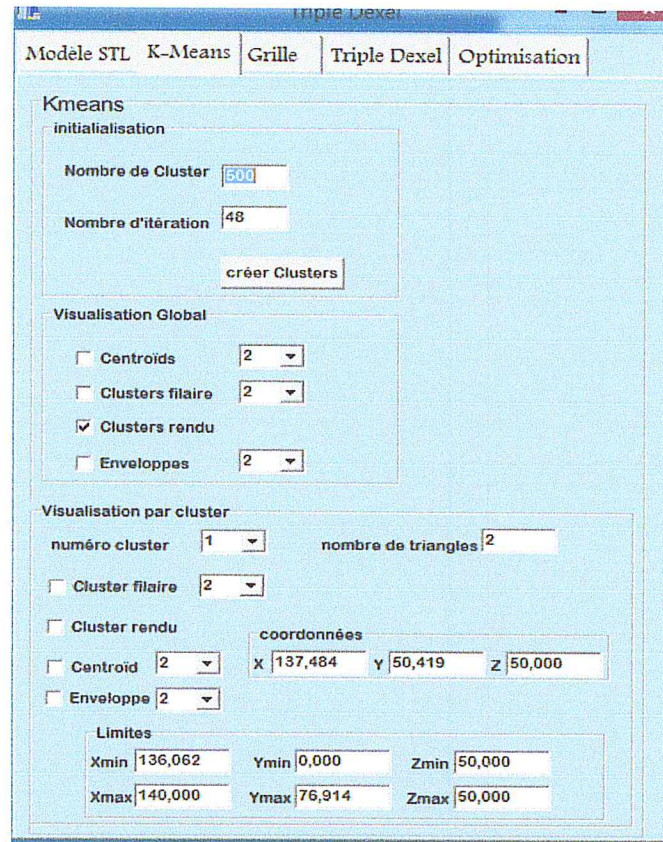 Triple Dexel
Modèle STL K-Means Grille Triple Dexel Optimisation
Kmeans
initialialisation
Nombre de Cluster 500
Nombre d'itération 48
créer Clusters
Visualisation Global
Centroïds 2
Clusters filaire 2
Clusters rendu
Enveloppes 2
Visualisation par cluster
numéro cluster 1 nombre de triangles 2
Cluster filaire 2
Cluster rendu
coordonnées
Centroïd 2 X 137,484 Y 50,419 Z 50,000
Enveloppe 2
Limites
Xmin 136,062 Ymin 0,000 Zmin 50,000
Xmax 140,000 Ymax 76,914 Zmax 50,000